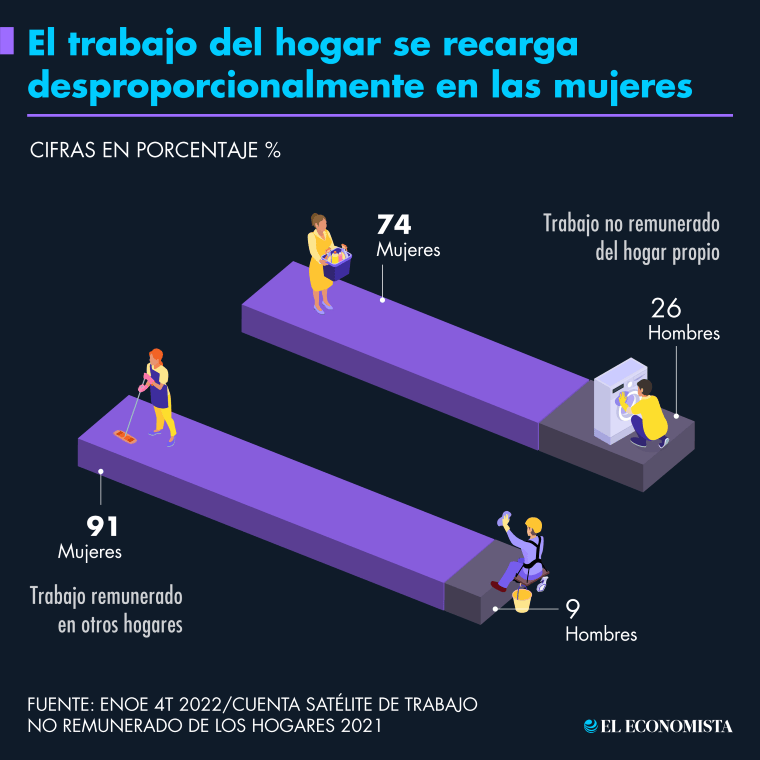 El trabajo del hogar se recarga
desproporcionalmente en las mujeres
CIFRAS EN PORCENTAJE %
74
Mujeres
Trabajo no remunerado
del hogar propio
26
Hombres
91
Mujeres
Trabajo remunerado
en otros hogares
9
Hombres
FUENTE: ENOE 4T 2022/CUENTA SATÉLITE DE TRABAJO
NO REMUNERADO DE LOS HOGARES 2021
EL ECONOMISTA